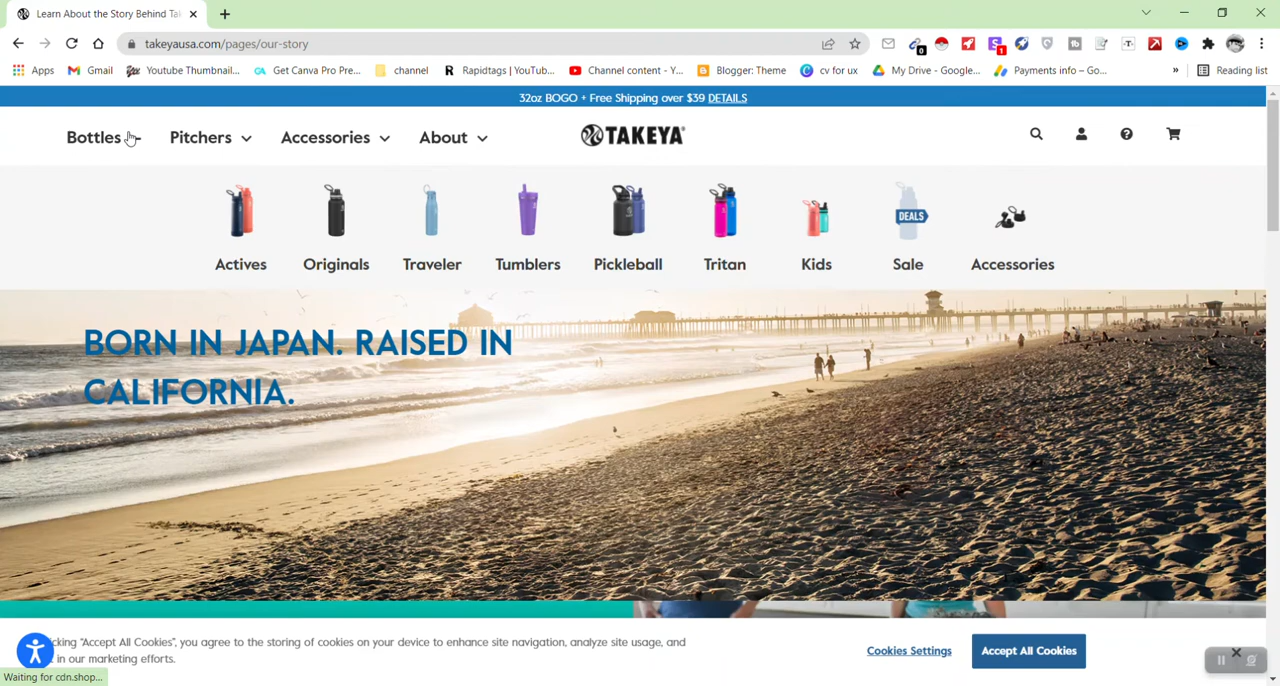 Learn About the Story Behind Ta
takeyausa.com/pages/our-story
0
1
Apps
Gmail
Youtube Thumbnail...
Get Canva Pro Pre...
channel
Rapidtags | YouTub...
Channel content - Y...
Blogger: Theme
cv for ux
My Drive - Google...
Payments info – Go...
»
Reading list
32oz BOGO + Free Shipping over $39 DETAILS
Bottles
Pitchers
Accessories
About
TAKEYA
DEALS
Actives
Originals
Traveler
Tumblers
Pickleball
Tritan
Kids
Sale
Accessories
BORN IN JAPAN. RAISED IN
CALIFORNIA.
cking “Accept All Cookies”, you agree to the storing of cookies on your device to enhance site navigation, analyze site usage, and
in our marketing efforts.
Cookies Settings
Accept All Cookies
Waiting for cdn.shop...